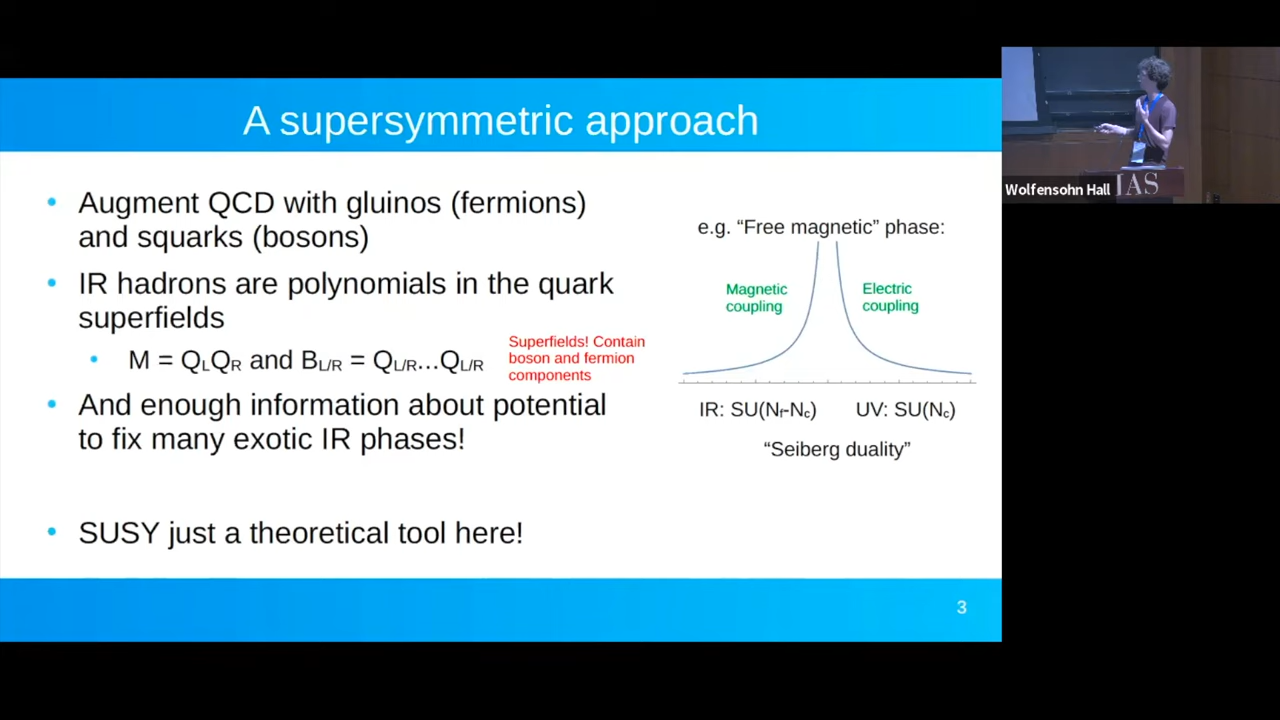 A supersymmetric approach
• Augment QCD with gluinos (fermions)
and squarks (bosons)
• IR hadrons are polynomials in the quark
superfields
• M = QLQR and BL/R = QL/R...QL/R
Superfields! Contain
boson and fermion
components
• And enough information about potential
to fix many exotic IR phases!
• SUSY just a theoretical tool here!
e.g. “Free magnetic” phase:
Magnetic
coupling
Electric
coupling
IR: SU(Nf-Nc)
UV: SU(Nc)
“Seiberg duality”
3
Wolfensohn Hall
IAS